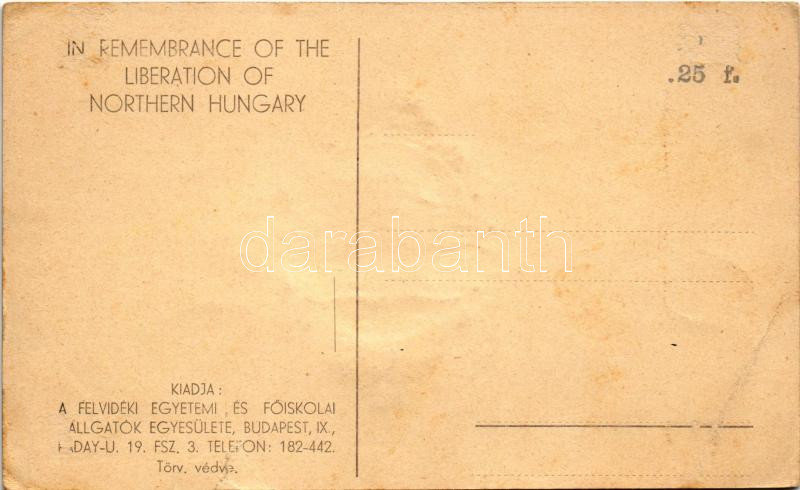 IN REMEMBRANCE OF THE
LIBERATION OF
NORTHERN HUNGARY
.25 f.
darabanth
KIADJA:
A FELVIDÉKI EGYETEMI ÉS FŐISKOLAI
ALLGATÓK EGYESÜLETE, BUDAPEST, IX.,
19. FSZ. 3. TELEFON: 182-442.
Törv. védve.